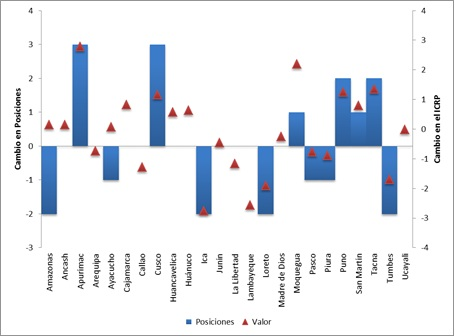 Cambio en Posiciones
4
3
2
1
0
-1
-2
-3
Cambio en el ICRP
4
3
2
1
0
-1
-2
-3
-4
Amazonas
Ancash
Apurimac
Arequipa
Ayacucho
Cajamarca
Callao
Cusco
Huancavelica
Huánuco
Ica
Junín
La Libertad
Lambayeque
Loreto
Madre de Dios
Moquegua
Pasco
Piura
Puno
San Martin
Tacna
Tumbes
Ucayali
Posiciones
Valor